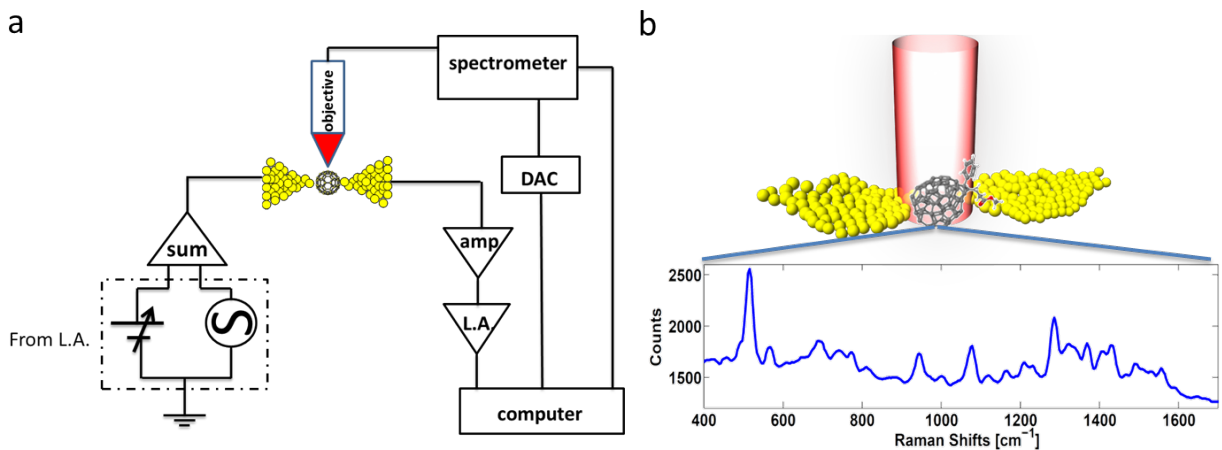 a
spectrometer
objective
DAC
sum
amp
L.A.
From L.A.
S
computer
b
2500
2000
1500
Counts
400 600 800 1000 1200 1400 1600
Raman Shifts [cm⁻¹]